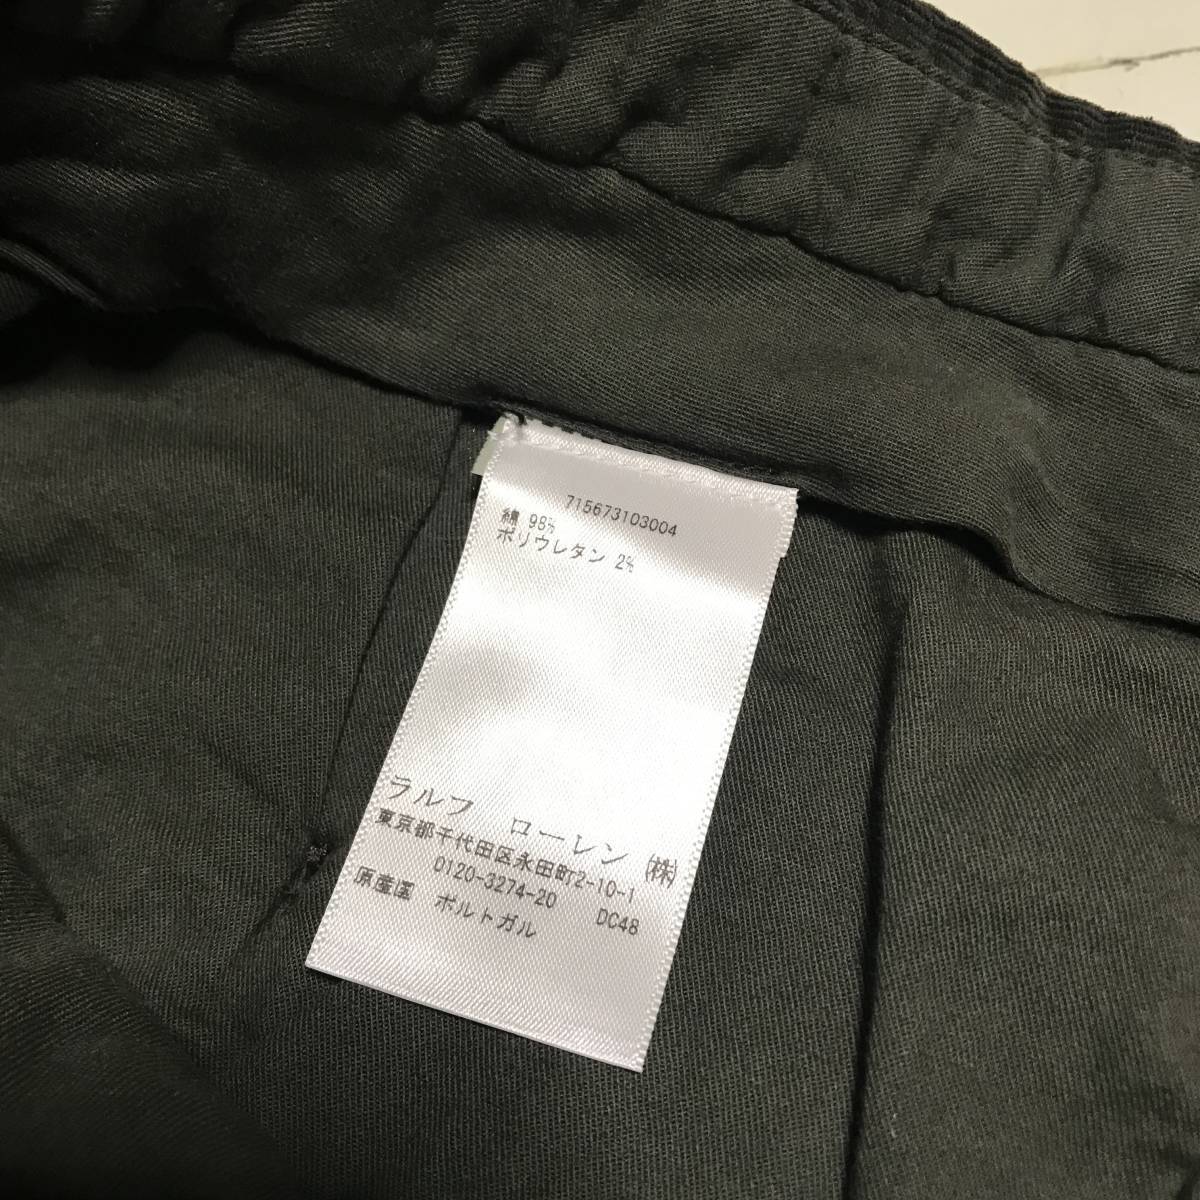 715673103004
綿 98%
ポリウレタン 2%
ラルフ ローレン ㈱
東京都千代田区永田町2-10-1
0120-3274-20 DC48
原産国 ポルトガル